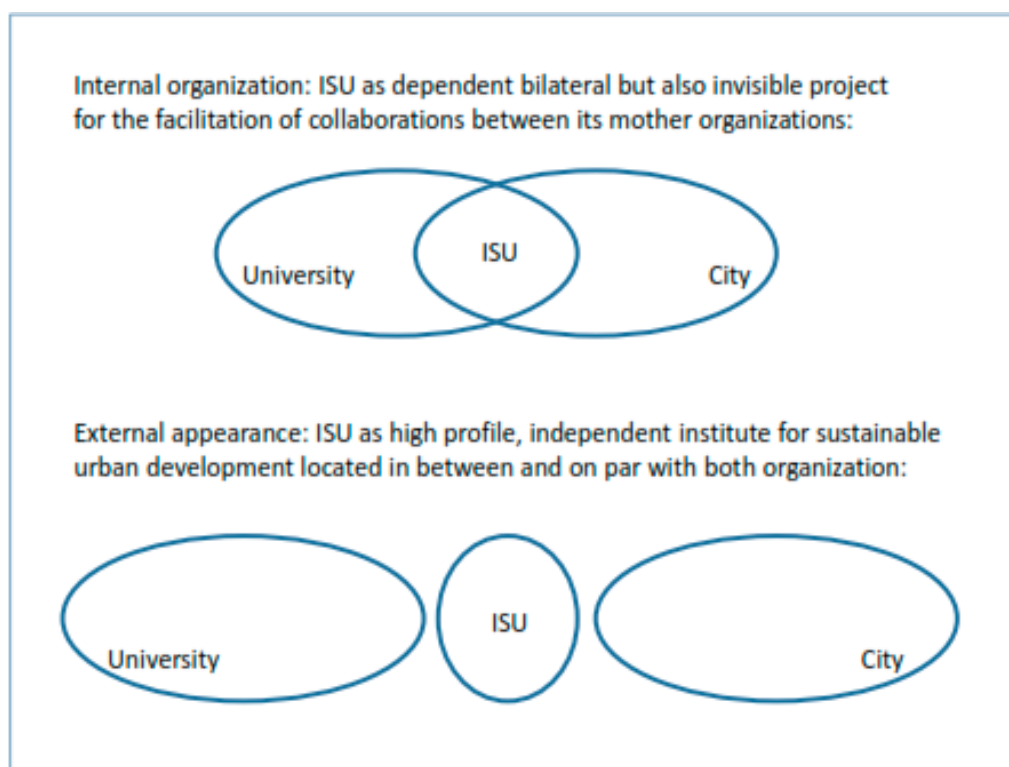 Internal organization: ISU as dependent bilateral but also invisible project
for the facilitation of collaborations between its mother organizations:
ISU
University
City
External appearance: ISU as high profile, independent institute for sustainable
urban development located in between and on par with both organization:
ISU
University
City